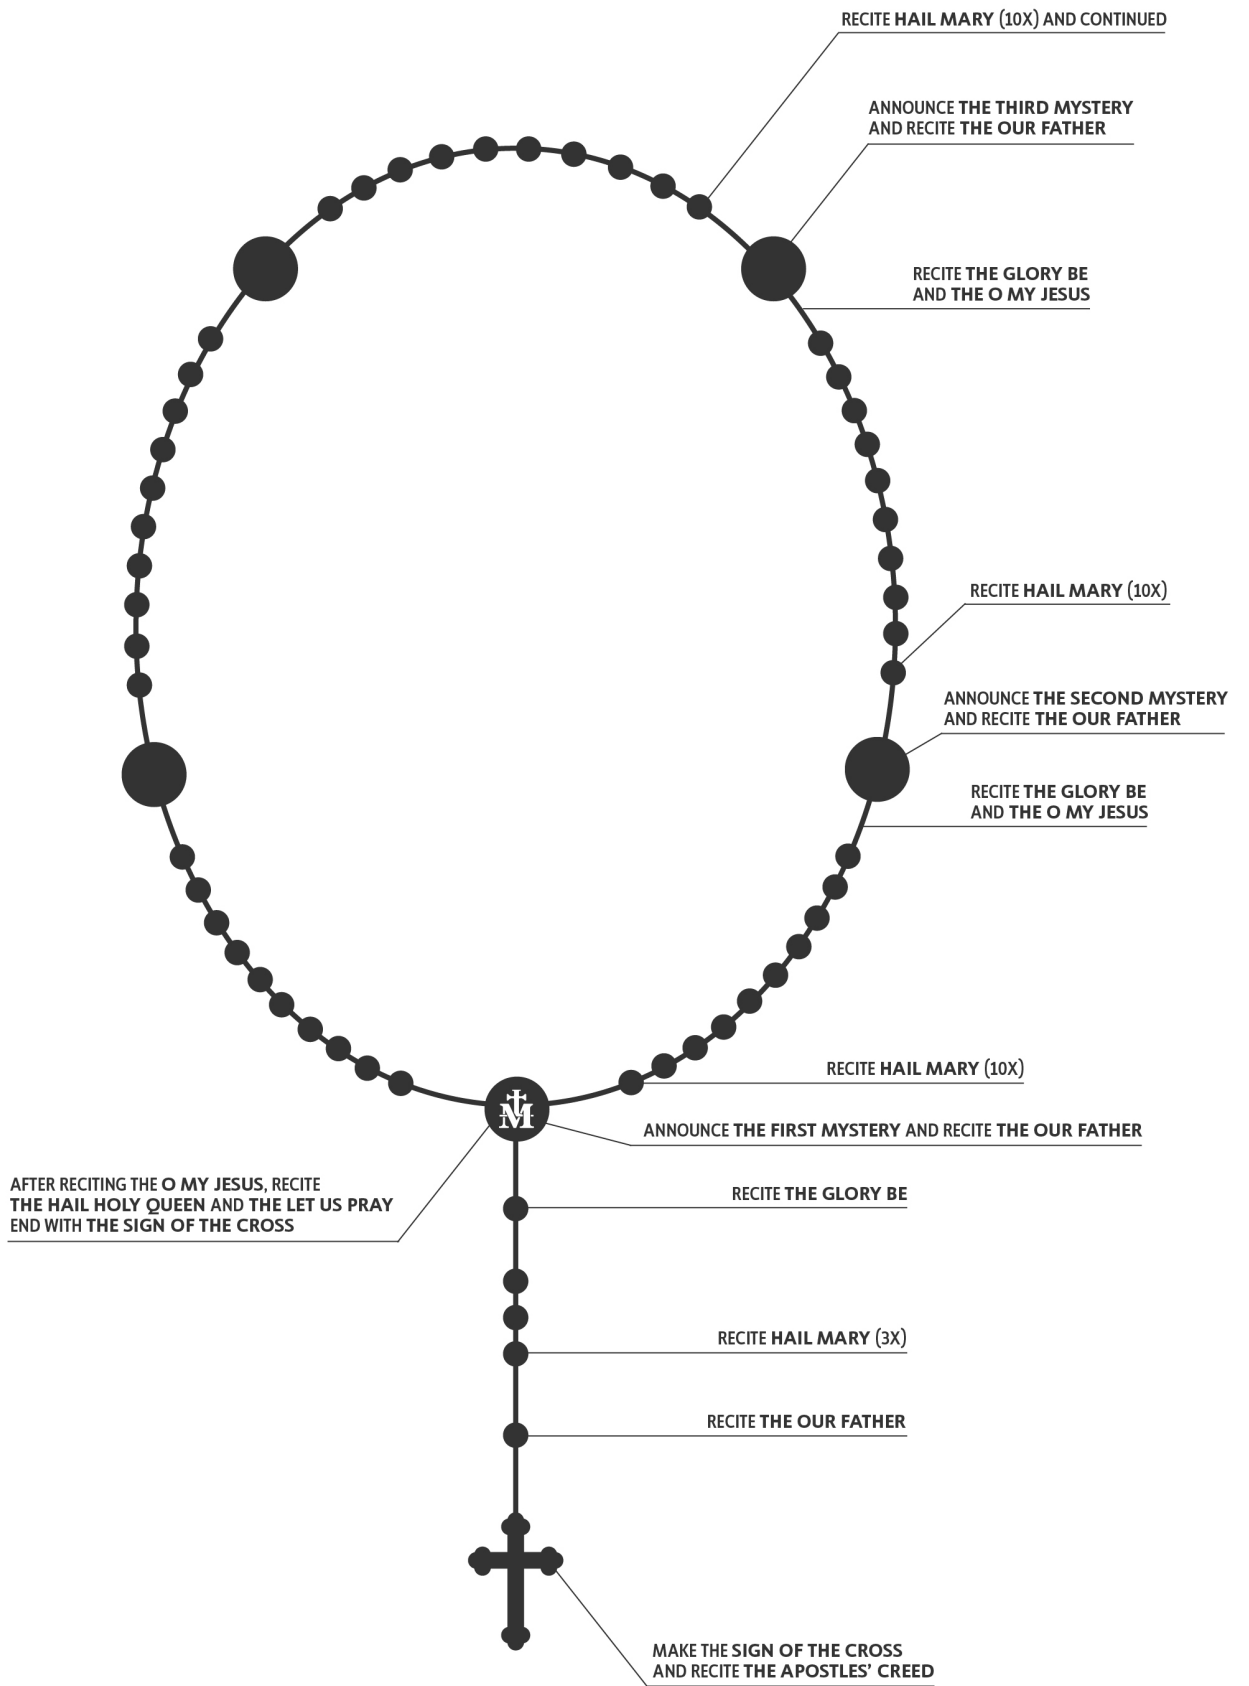 RECITE HAIL MARY (10X) AND CONTINUED
ANNOUNCE THE THIRD MYSTERY
AND RECITE THE OUR FATHER
RECITE THE GLORY BE
AND THE O MY JESUS
RECITE HAIL MARY (10X)
ANNOUNCE THE SECOND MYSTERY
AND RECITE THE OUR FATHER
RECITE THE GLORY BE
AND THE O MY JESUS
RECITE HAIL MARY (10X)
M
ANNOUNCE THE FIRST MYSTERY AND RECITE THE OUR FATHER
AFTER RECITING THE O MY JESUS, RECITE
THE HAIL HOLY QUEEN AND THE LET US PRAY
END WITH THE SIGN OF THE CROSS
RECITE THE GLORY BE
RECITE HAIL MARY (3X)
RECITE THE OUR FATHER
MAKE THE SIGN OF THE CROSS
AND RECITE THE APOSTLES' CREED